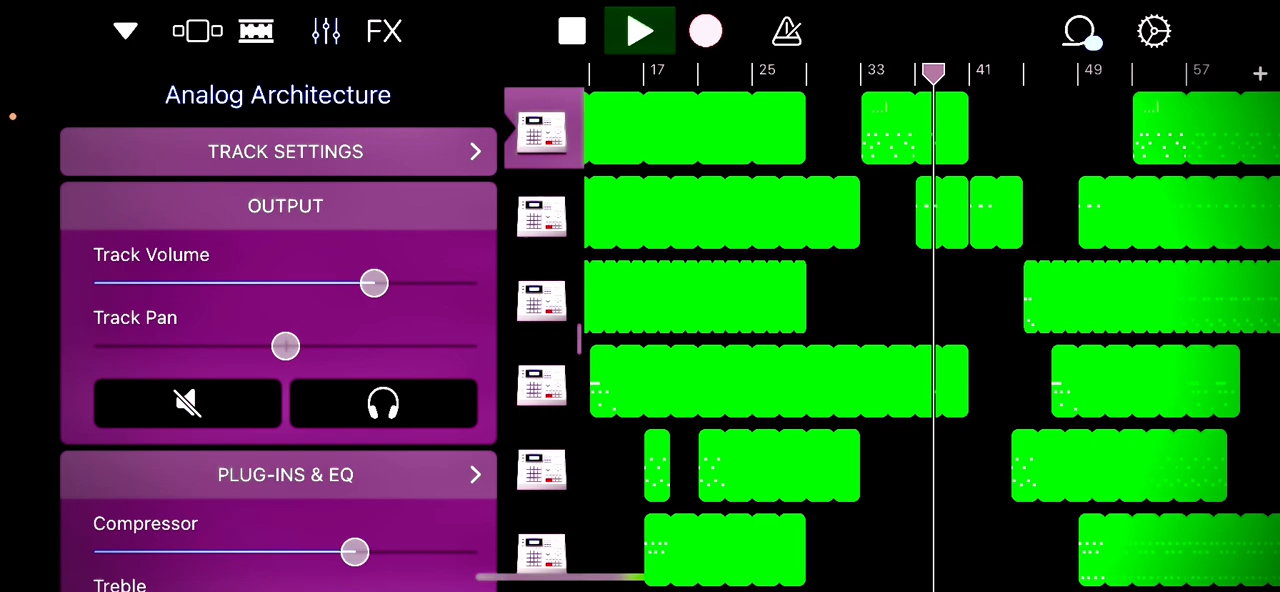 FX
17 25 33 41 49 57
Analog Architecture
TRACK SETTINGS
OUTPUT
Track Volume
Track Pan
PLUG-INS & EQ
Compressor
Treble